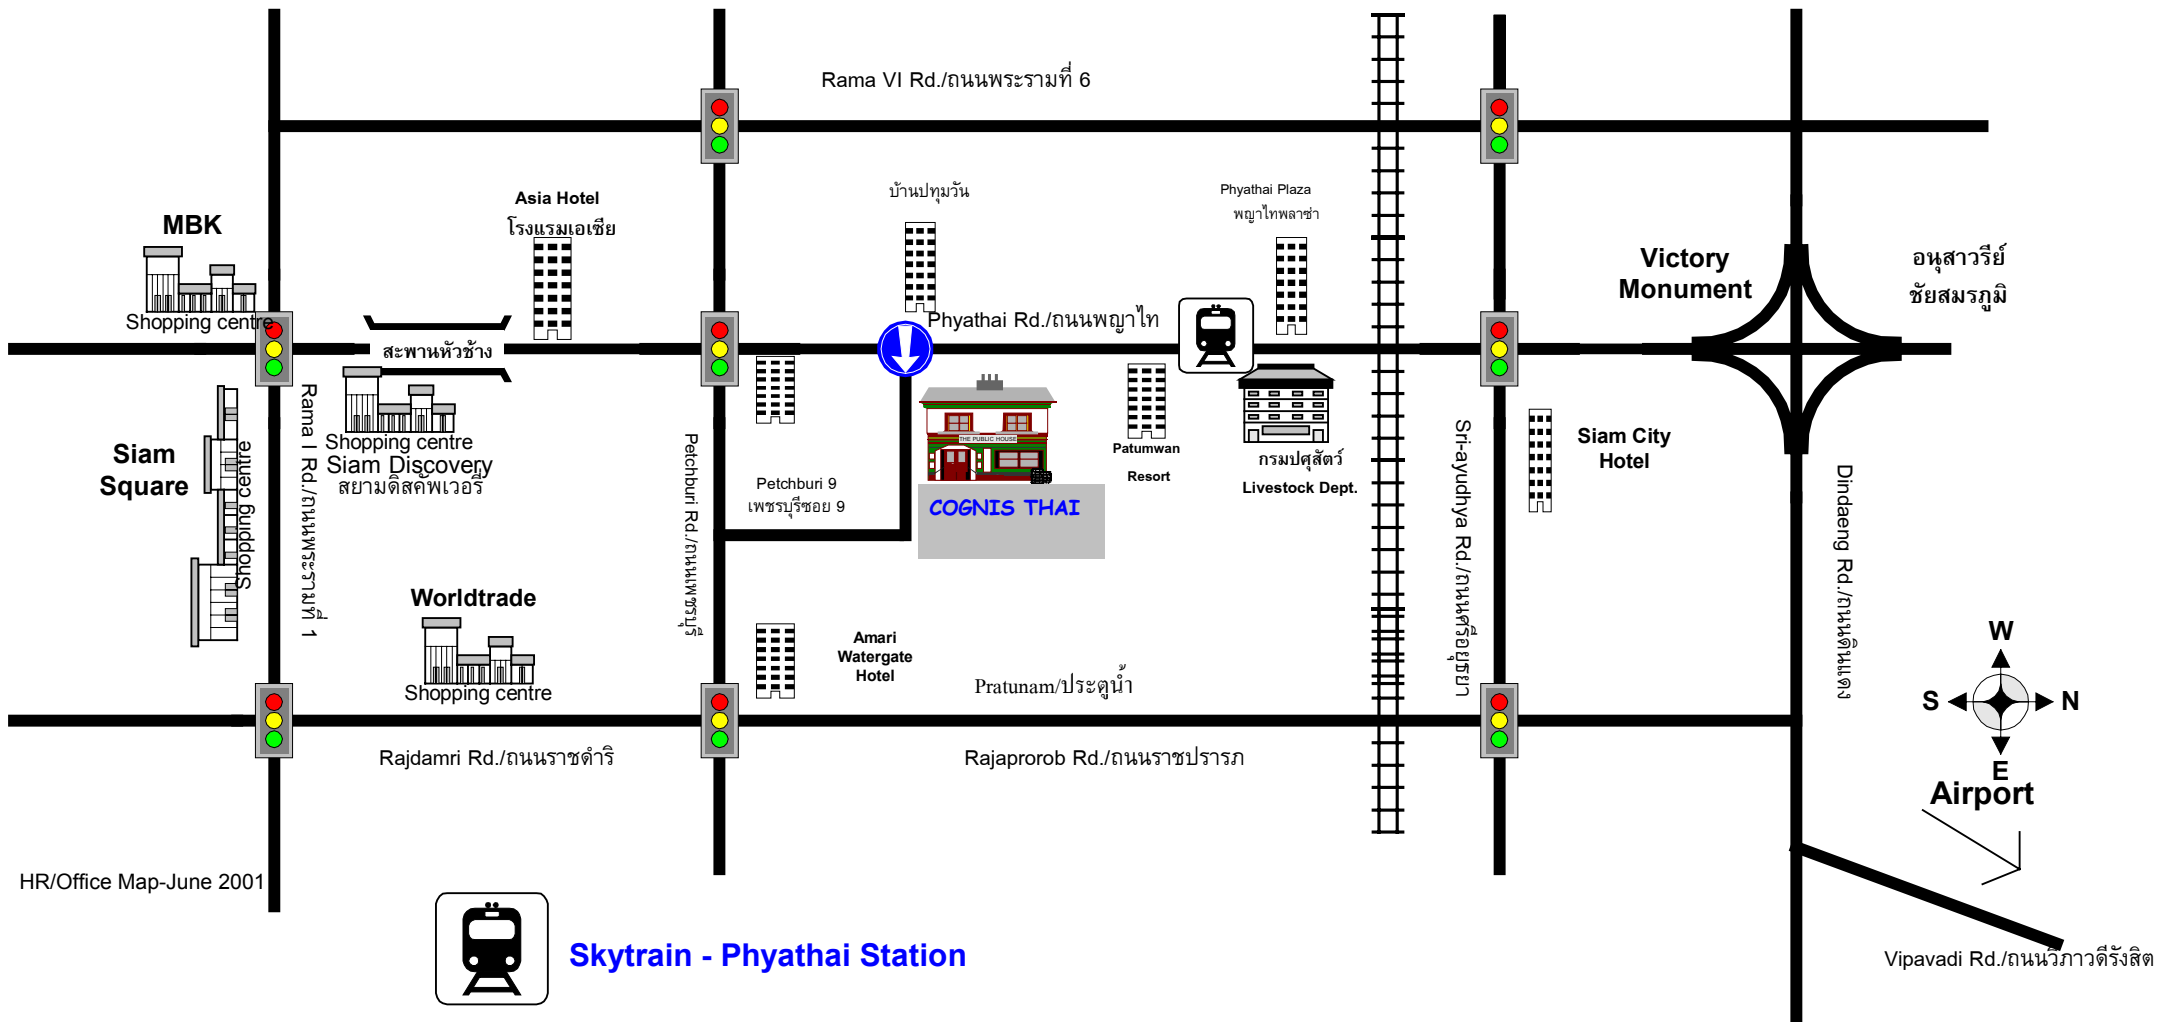 Rama VI Rd./ถนนพระรามที่ 6
Asia Hotel
โรงแรมเอเซีย
บ้านปทุมวัน
Phyathai Plaza
พญาไทพลาซ่า
MBK
Shopping centre
Victory
Monument
อนุสาวรีย์
ชัยสมรภูมิ
Phyathai Rd./ถนนพญาไท
สะพานหัวช้าง
Siam
Square
Shopping centre
Rama I Rd./ถนนพระรามที่ 1
Shopping centre
Siam Discovery
สยามดิสคัพเวอรี่
Petchburi Rd./ถนนเพชรบุรี
Petchburi 9
เพชรบุรีซอย 9
THE PUBLIC HOUSE
COGNIS THAI
Patumwan
Resort
กรมปศุสัตว์
Livestock Dept.
Sri-ayudhya Rd./ถนนศรีอยุธยา
Siam City
Hotel
Dindaeng Rd./ถนนดินแดง
Worldtrade
Shopping centre
Amari
Watergate
Hotel
Pratunam/ประตูน้ำ
W
S
N
E
Rajdamri Rd./ถนนราชดำริ
Rajaprorob Rd./ถนนราชปรารภ
Airport
HR/Office Map-June 2001
Skytrain - Phyathai Station
Vipavadi Rd./ถนนวิภาวดีรังสิต